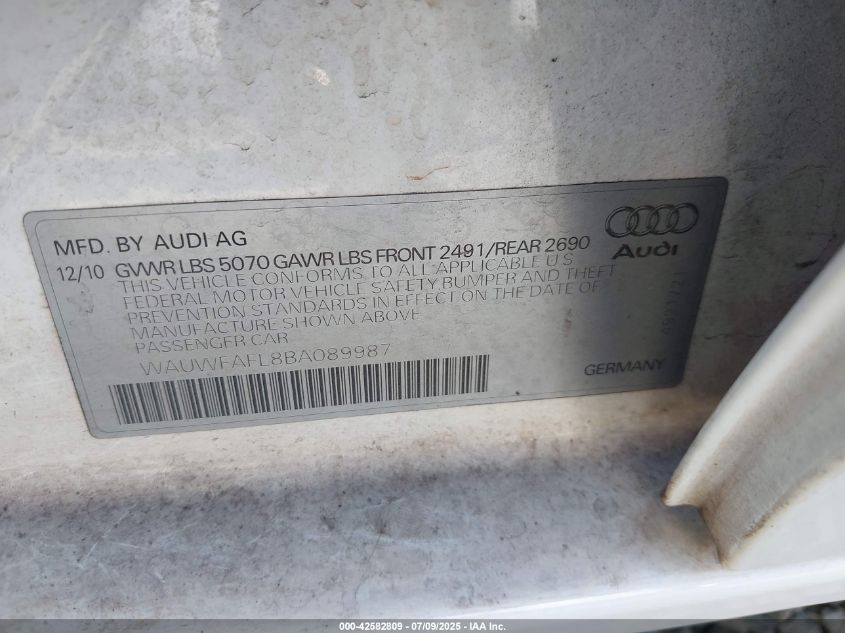 MFD. BY AUDI AG
12/10 GVWR LBS 5070 GAWR LBS FRONT 2491/REAR 2690
THIS VEHICLE CONFORMS TO ALL APPLICABLE U S
FEDERAL MOTOR VEHICLE SAFETY BUMPER AND THEFT
PREVENTION STANDARDS IN EFFECT ON THE DATE OF
MANUFACTURE SHOWN ABOVE
PASSENGER CAR
WAUWFAFL8BA089987
Audi
GERMANY
000-42582809 - 07/09/2025 - IAA Inc.